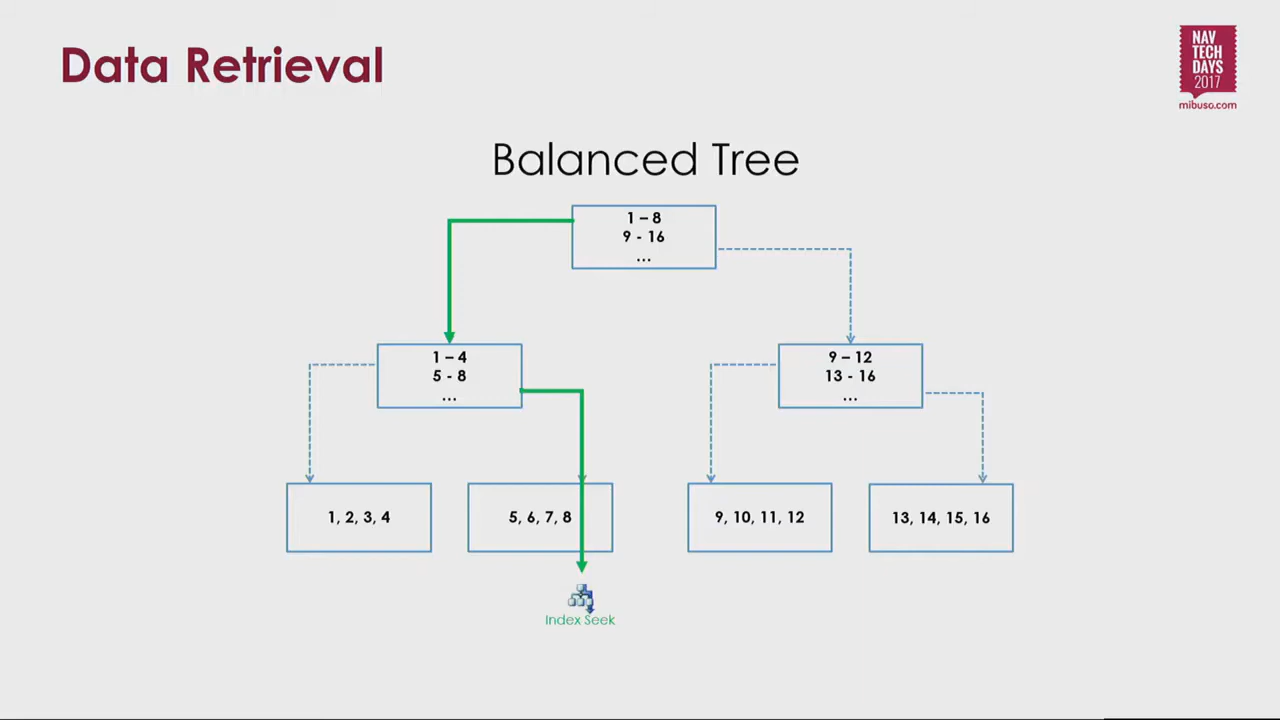 Data Retrieval
NAV
TECH
DAYS
2017
mibuso.com
Balanced Tree
1 – 8
9 - 16
...
1 – 4
5 - 8
...
9 – 12
13 - 16
...
1, 2, 3, 4
5, 6, 7, 8
9, 10, 11, 12
13, 14, 15, 16
Index Seek